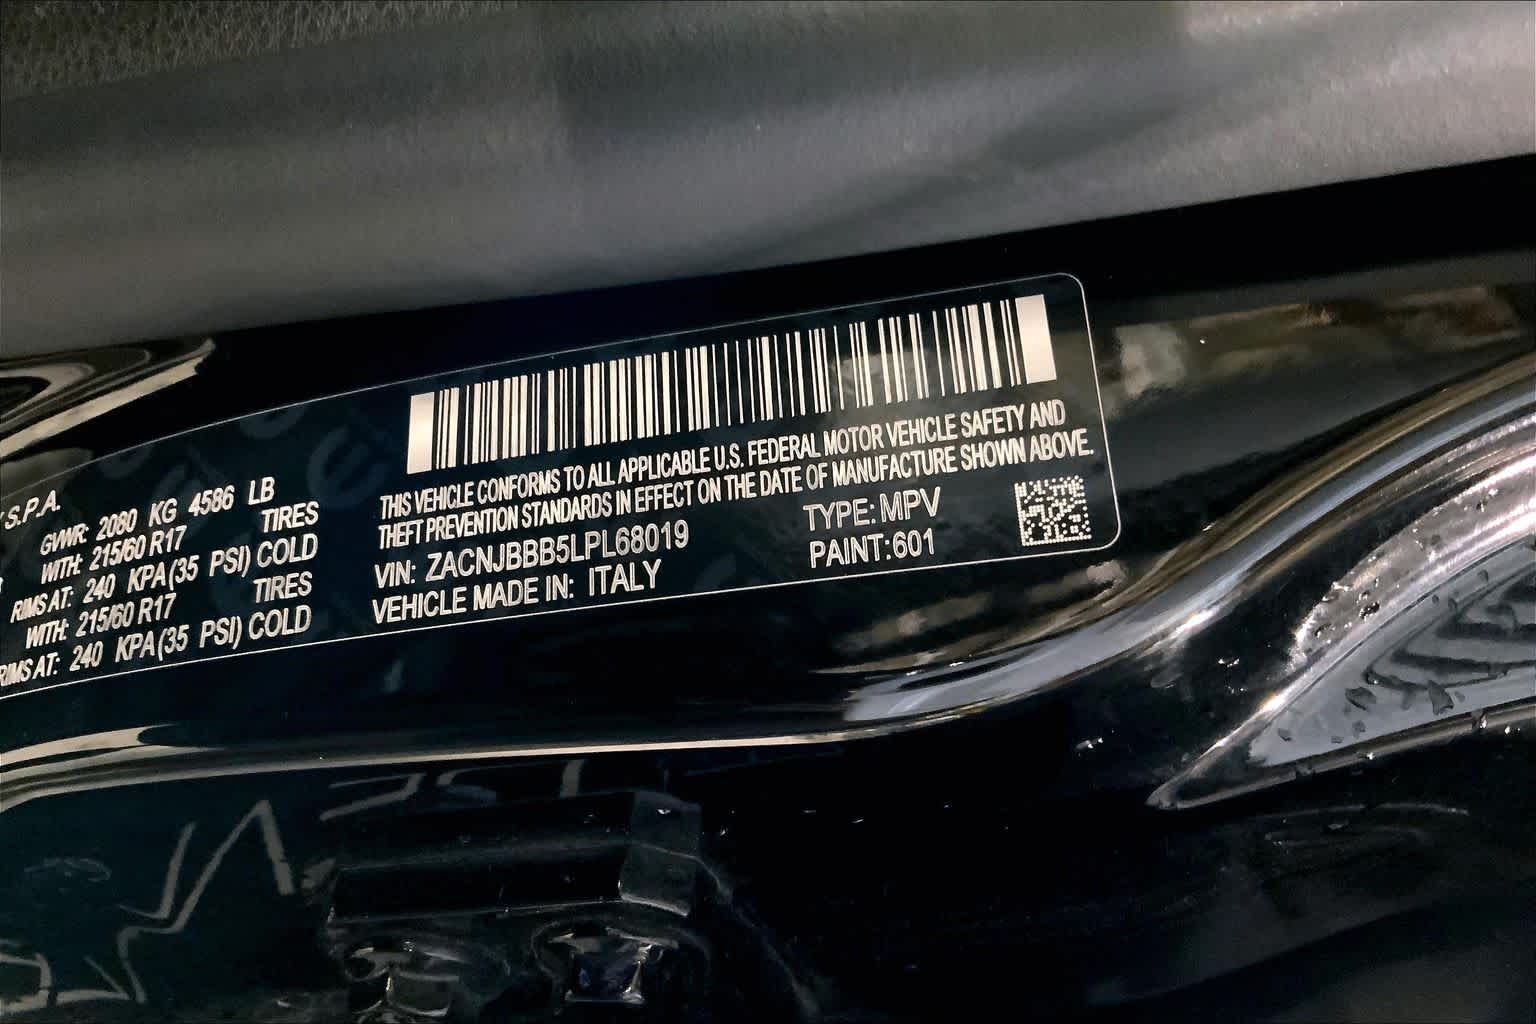 S.P.A.
GVWR: 2080 KG 4586 LB
WITH: 215/60 R17 TIRES
RIMS AT: 240 KPA(35 PSI) COLD
WITH: 215/60 R17 TIRES
RIMS AT: 240 KPA(35 PSI) COLD
THIS VEHICLE CONFORMS TO ALL APPLICABLE U.S. FEDERAL MOTOR VEHICLE SAFETY AND
THEFT PREVENTION STANDARDS IN EFFECT ON THE DATE OF MANUFACTURE SHOWN ABOVE.
VIN: ZACNJBBB5LPL68019
VEHICLE MADE IN: ITALY
TYPE: MPV
PAINT:601